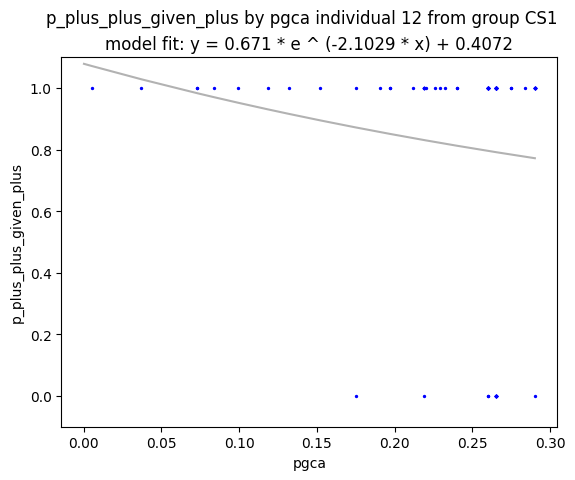 p_plus_plus_given_plus by pgca individual 12 from group CS1
model fit: y = 0.671 * e ^ (-2.1029 * x) + 0.4072
1.0
0.8
0.6
0.4
0.2
0.0
p_plus_plus_given_plus
0.00 0.05 0.10 0.15 0.20 0.25 0.30
pgca